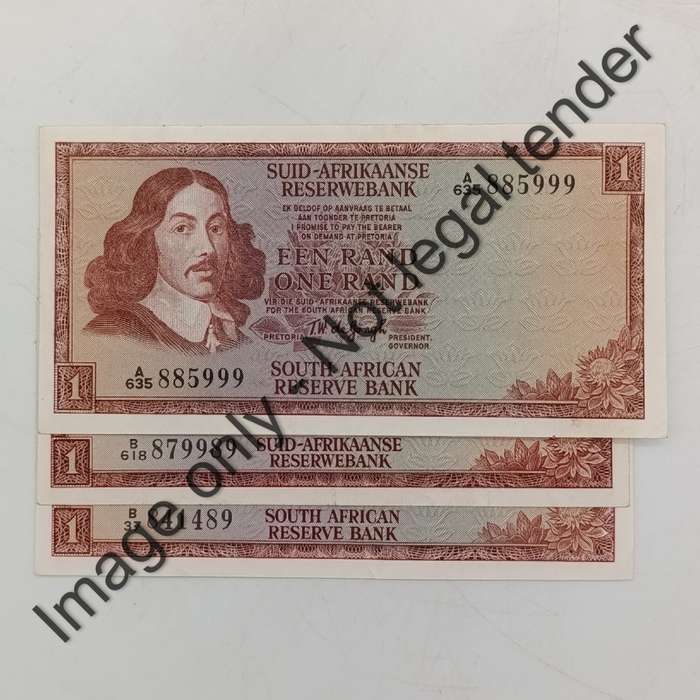 SUID-AFRIKAANSE
RESERWEBANK
A
635 885999
1
EK BELOOF OP AANVRAAG TE BETAAL
AAN TOONDER TE PRETORIA
I PROMISE TO PAY THE BEARER
ON DEMAND AT PRETORIA
EEN RAND
ONE RAND
VIR DIE SUID-AFRIKAANSE RESERWEBANK
FOR THE SOUTH AFRICAN RESERVE BANK
T.W. de Jongh
PRETORIA PRESIDENT.
GOVERNOR.
A
635 885999
1
SOUTH AFRICAN
RESERVE BANK
1
B
618 879989
SUID-AFRIKAANSE
RESERWEBANK
1
B
37 841489
SOUTH AFRICAN
RESERVE BANK
Image only - Not legal tender